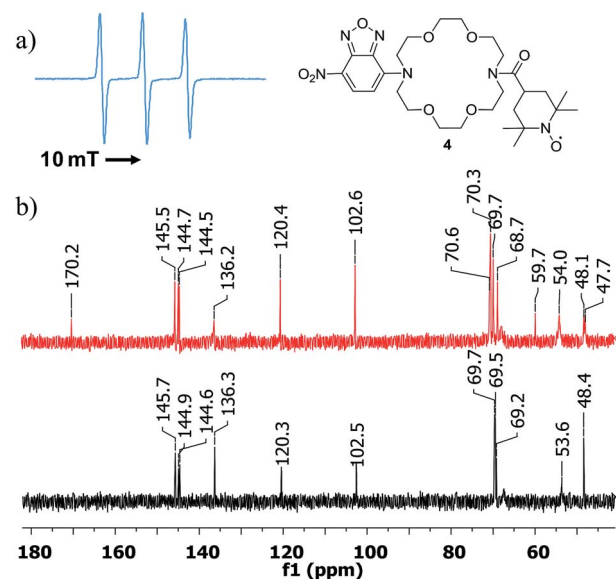 a)
10 mT
N
O
N
O
O
O
NO₂
N
N
O
O
O
N
O•
4
b)
170.2
145.5
144.7
144.5
136.2
120.4
102.6
70.6
70.3
69.7
68.7
59.7
54.0
48.1
47.7
145.7
144.9
144.6
136.3
120.3
102.5
69.7
69.5
69.2
53.6
48.4
180 160 140 120 100 80 60
f1 (ppm)